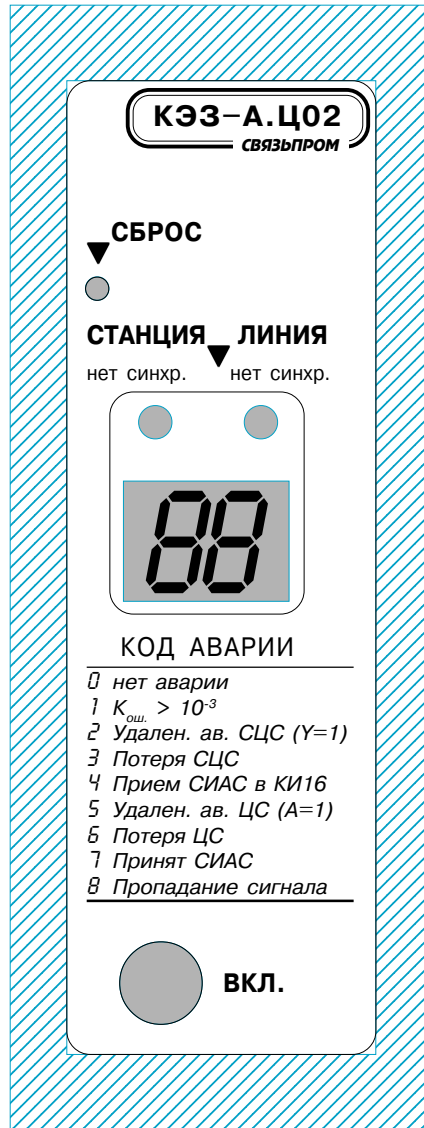 КЭЗ–А.Ц02
СВЯЗЬПРОМ
СБРОС
СТАНЦИЯ ЛИНИЯ
нет синхр. нет синхр.
88
КОД АВАРИИ
0 нет аварии
1 Кош. > 10-3
2 Удален. ав. СЦС (Y=1)
3 Потеря СЦС
4 Прием СИАС в КИ16
5 Удален. ав. ЦС (А=1)
6 Потеря ЦС
7 Принят СИАС
8 Пропадание сигнала
ВКЛ.